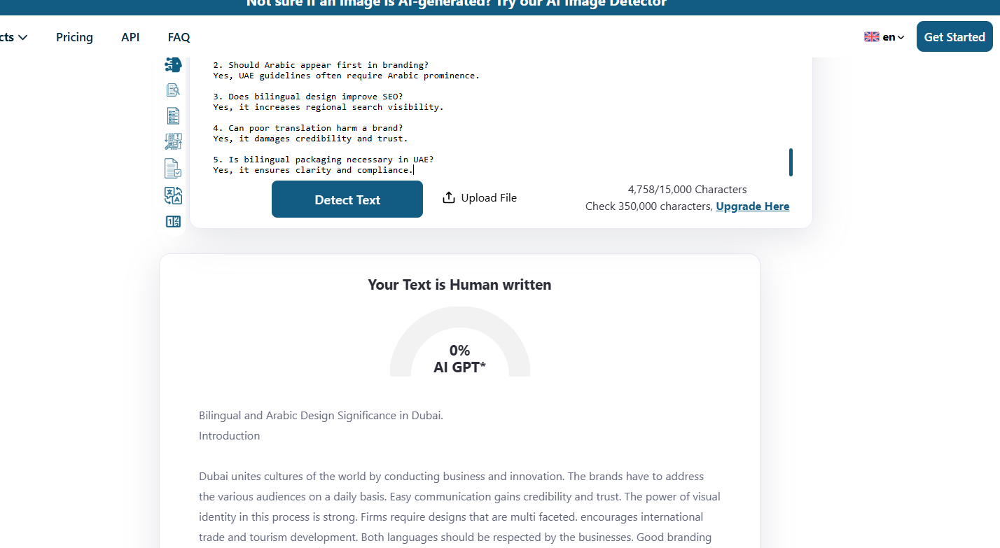 Not sure if an image is AI-generated? Try our AI Image Detector
cts
Pricing
API
FAQ
en
Get Started
2. Should Arabic appear first in branding?
Yes, UAE guidelines often require Arabic prominence.
3. Does bilingual design improve SEO?
Yes, it increases regional search visibility.
4. Can poor translation harm a brand?
Yes, it damages credibility and trust.
5. Is bilingual packaging necessary in UAE?
Yes, it ensures clarity and compliance.
Detect Text
Upload File
4,758/15,000 Characters
Check 350,000 characters, Upgrade Here
Your Text is Human written
0%
AI GPT*
Bilingual and Arabic Design Significance in Dubai.
Introduction
Dubai unites cultures of the world by conducting business and innovation. The brands have to address
the various audiences on a daily basis. Easy communication gains credibility and trust. The power of visual
identity in this process is strong. Firms require designs that are multi faceted. encourages international
trade and tourism development. Both languages should be respected by the businesses. Good branding